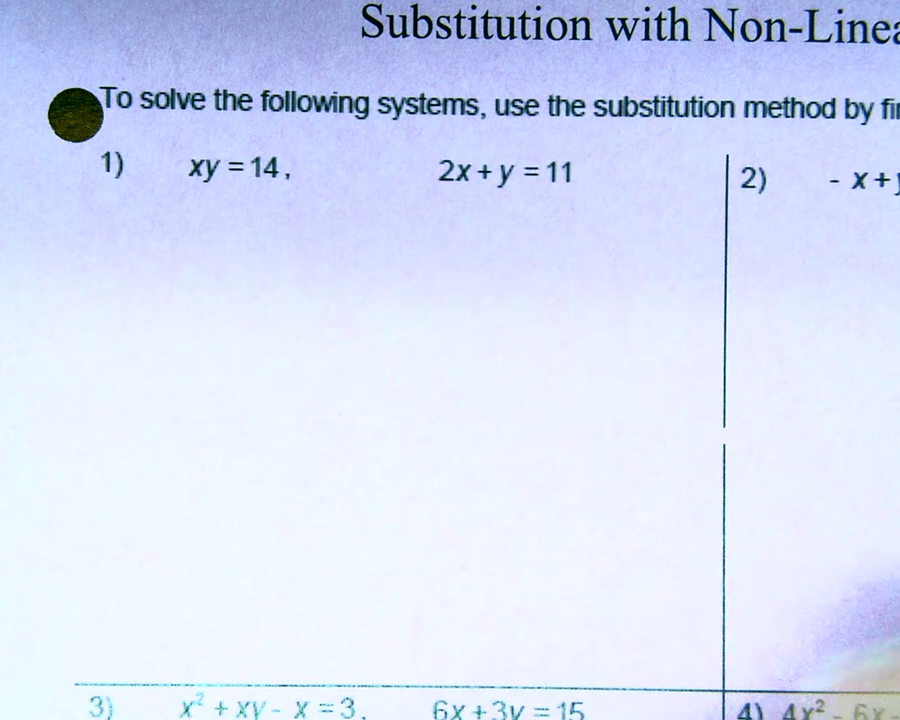 Substitution with Non-Linea
To solve the following systems, use the substitution method by fi
1) xy = 14, 2x + y = 11
2) - x + y
3) x² + xy - x = 3. 6x + 3y = 15
4) 4x² - 6x -